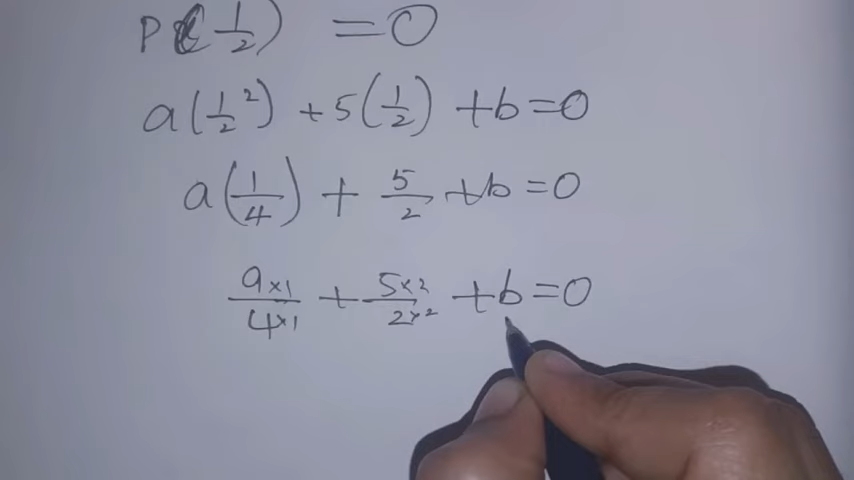 P(1/2) = 0
a(1/2²) + 5(1/2) + b = 0
a(1/4) + 5/2 + b = 0
a×1/4×1 + 5×2/2×2 + b = 0